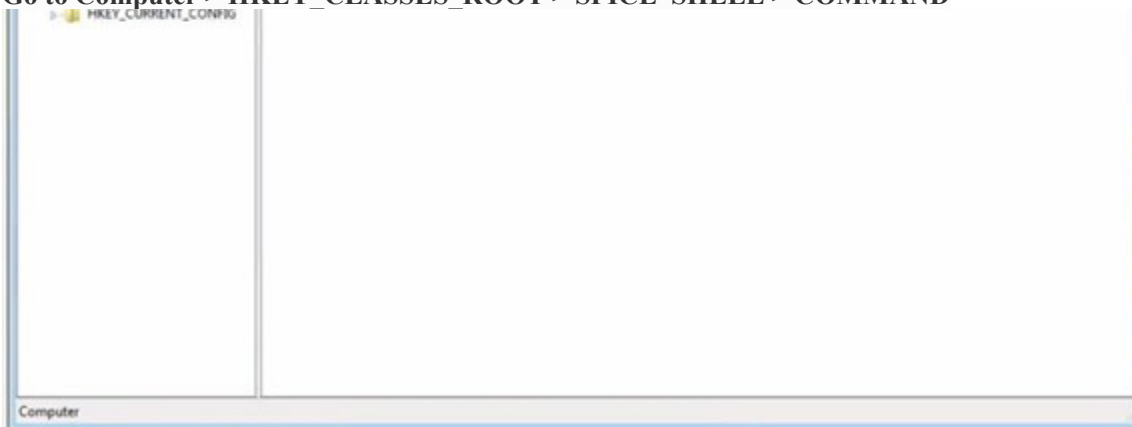 Go to Computer > HKEY_CLASSES_ROOT > SPICE SHELL > COMMAND
HKEY_CURRENT_CONFIG
Computer